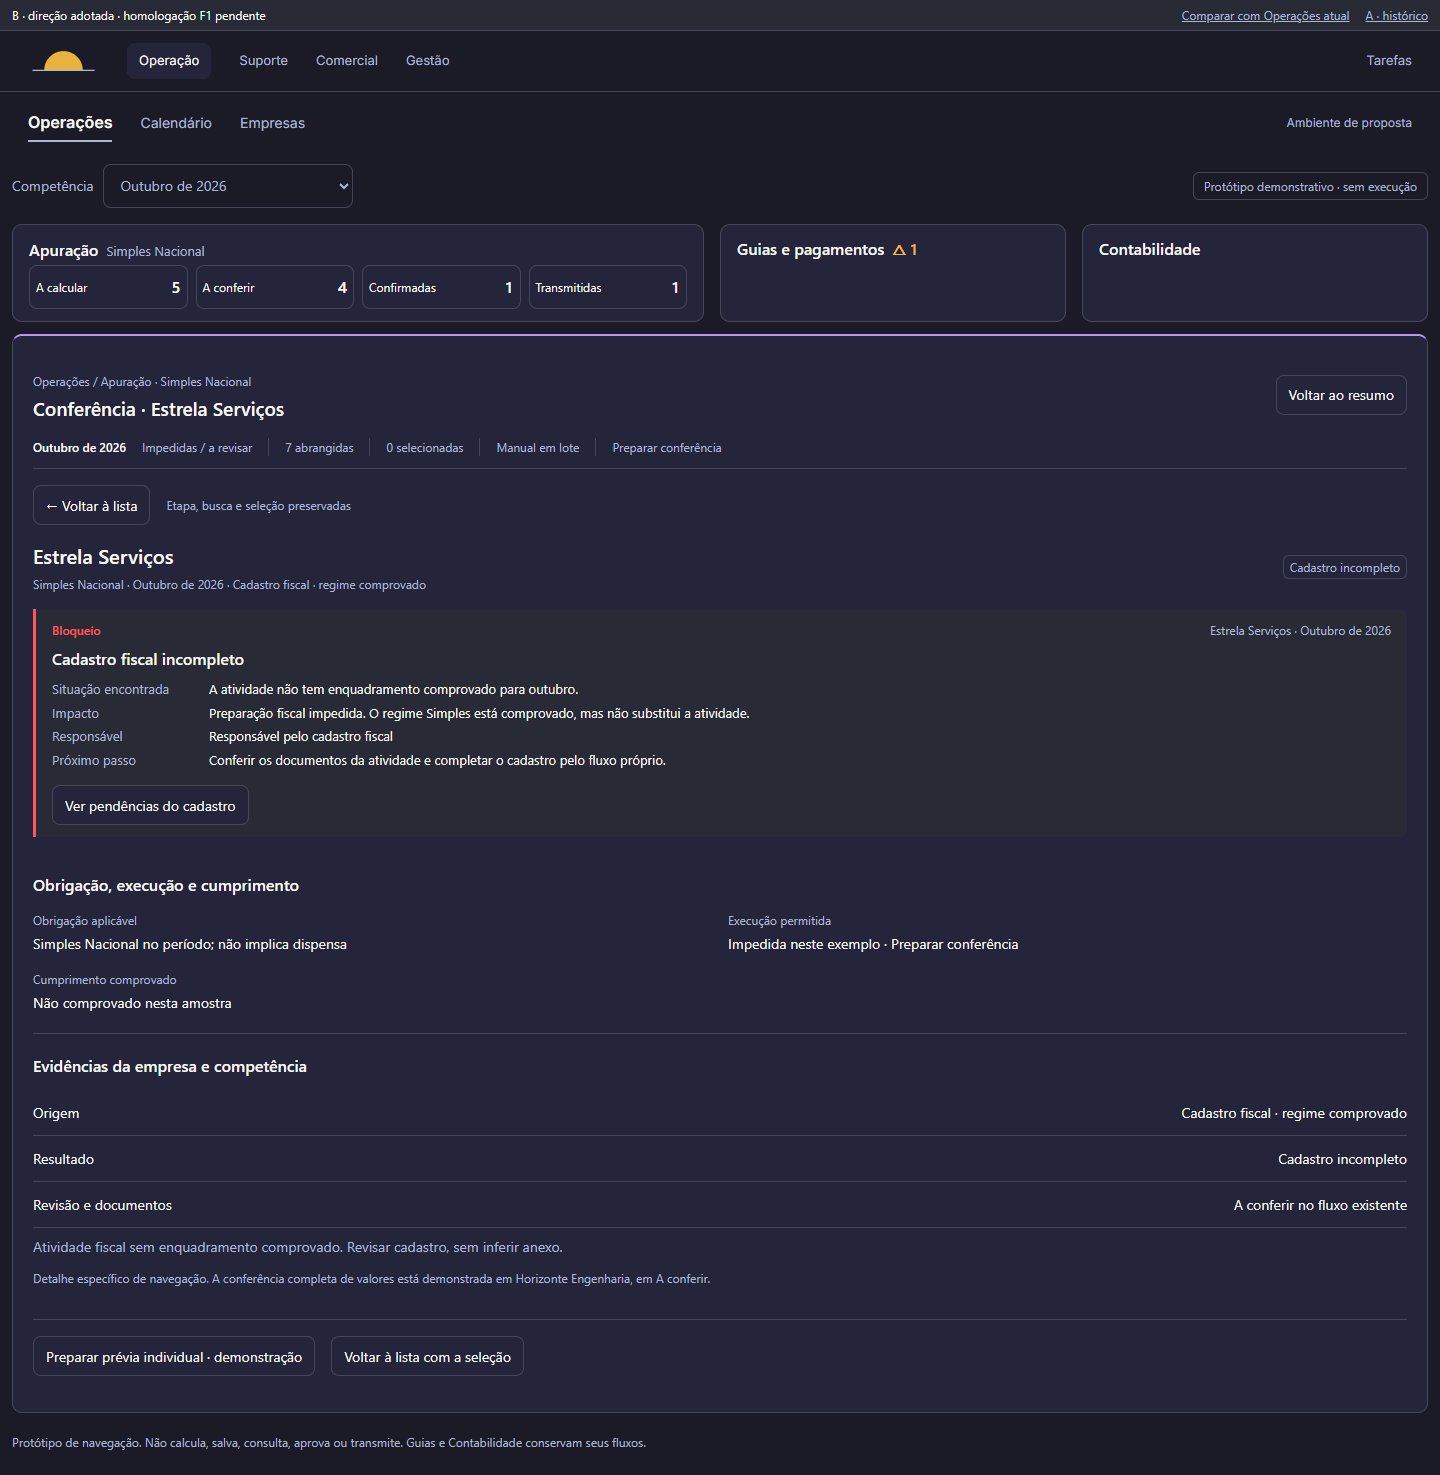 B · direção adotada · homologação F1 pendente
Comparar com Operações atual
A · histórico
Operação
Suporte
Comercial
Gestão
Tarefas
Operações
Calendário
Empresas
Ambiente de proposta
Competência
Outubro de 2026
Protótipo demonstrativo · sem execução
Apuração Simples Nacional
A calcular 5
A conferir 4
Confirmadas 1
Transmitidas 1
Guias e pagamentos △ 1
Contabilidade
Operações / Apuração · Simples Nacional
Conferência · Estrela Serviços
Voltar ao resumo
Outubro de 2026
Impedidas / a revisar
7 abrangidas
0 selecionadas
Manual em lote
Preparar conferência
← Voltar à lista
Etapa, busca e seleção preservadas
Estrela Serviços
Simples Nacional · Outubro de 2026 · Cadastro fiscal · regime comprovado
Cadastro incompleto
Bloqueio
Estrela Serviços · Outubro de 2026
Cadastro fiscal incompleto
Situação encontrada A atividade não tem enquadramento comprovado para outubro.
Impacto Preparação fiscal impedida. O regime Simples está comprovado, mas não substitui a atividade.
Responsável Responsável pelo cadastro fiscal
Próximo passo Conferir os documentos da atividade e completar o cadastro pelo fluxo próprio.
Ver pendências do cadastro
Obrigação, execução e cumprimento
Obrigação aplicável
Simples Nacional no período; não implica dispensa
Execução permitida
Impedida neste exemplo · Preparar conferência
Cumprimento comprovado
Não comprovado nesta amostra
Evidências da empresa e competência
Origem Cadastro fiscal · regime comprovado
Resultado Cadastro incompleto
Revisão e documentos A conferir no fluxo existente
Atividade fiscal sem enquadramento comprovado. Revisar cadastro, sem inferir anexo.
Detalhe específico de navegação. A conferência completa de valores está demonstrada em Horizonte Engenharia, em A conferir.
Preparar prévia individual · demonstração
Voltar à lista com a seleção
Protótipo de navegação. Não calcula, salva, consulta, aprova ou transmite. Guias e Contabilidade conservam seus fluxos.